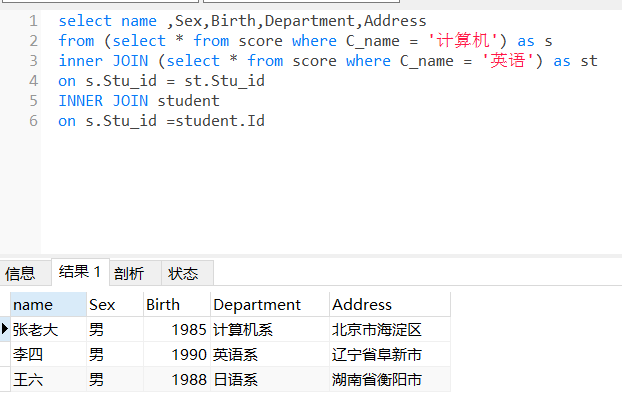 1 select name ,Sex,Birth,Department,Address
2 from (select * from score where C_name = '计算机') as s
3 inner JOIN (select * from score where C_name = '英语') as st
4 on s.Stu_id = st.Stu_id
5 INNER JOIN student
6 on s.Stu_id =student.Id
信息 结果 1 剖析 状态
name Sex Birth Department Address
张老大 男 1985 计算机系 北京市海淀区
李四 男 1990 英语系 辽宁省阜新市
王六 男 1988 日语系 湖南省衡阳市